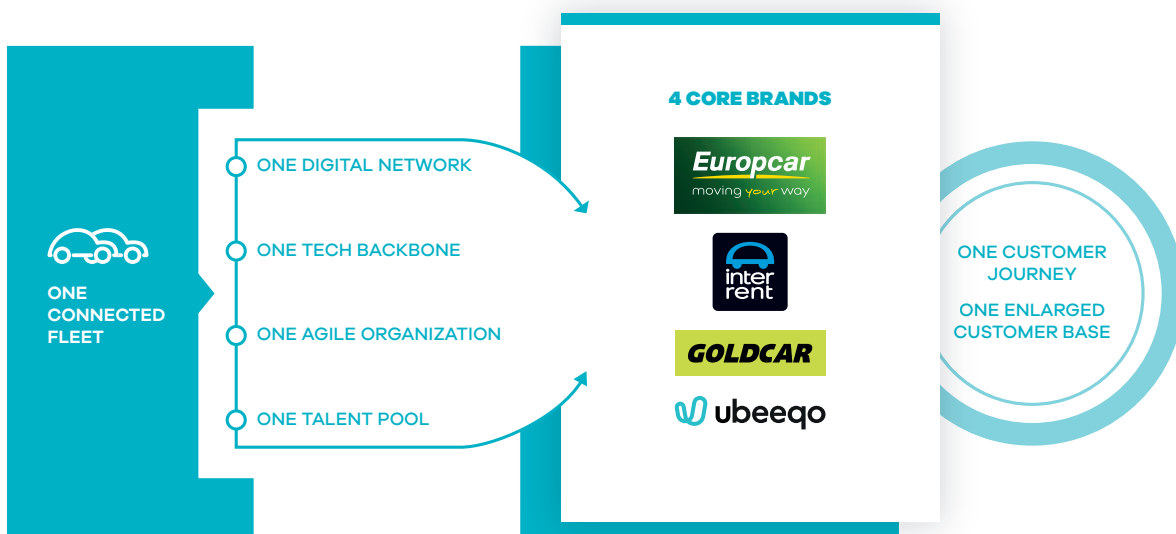 ONE
CONNECTED
FLEET
ONE DIGITAL NETWORK
ONE TECH BACKBONE
ONE AGILE ORGANIZATION
ONE TALENT POOL
4 CORE BRANDS
Europcar
moving your way
inter
rent
GOLDCAR
ubeeqo
ONE CUSTOMER
JOURNEY
ONE ENLARGED
CUSTOMER BASE